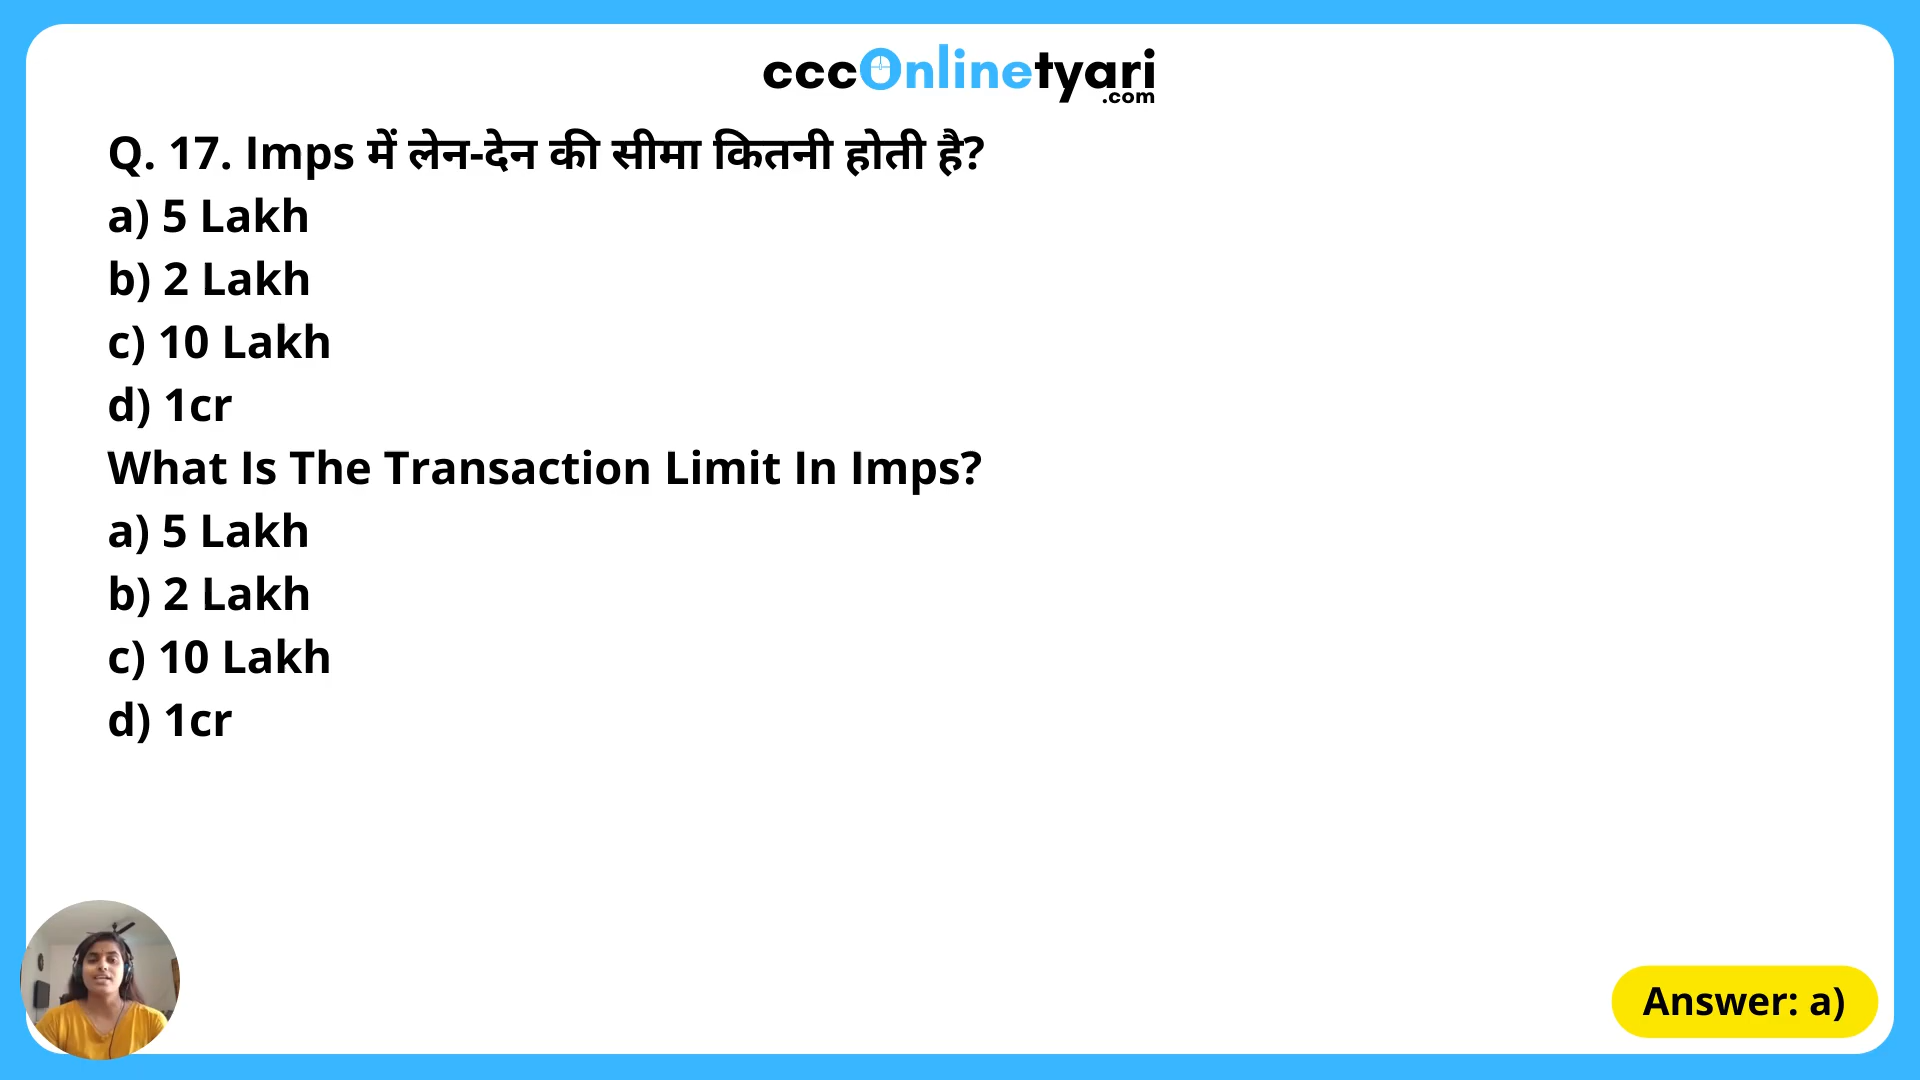 cccOnlinetyari
.com
Q. 17. Imps में लेन-देन की सीमा कितनी होती है?
a) 5 Lakh
b) 2 Lakh
c) 10 Lakh
d) 1cr
What Is The Transaction Limit In Imps?
a) 5 Lakh
b) 2 Lakh
c) 10 Lakh
d) 1cr
Answer: a)